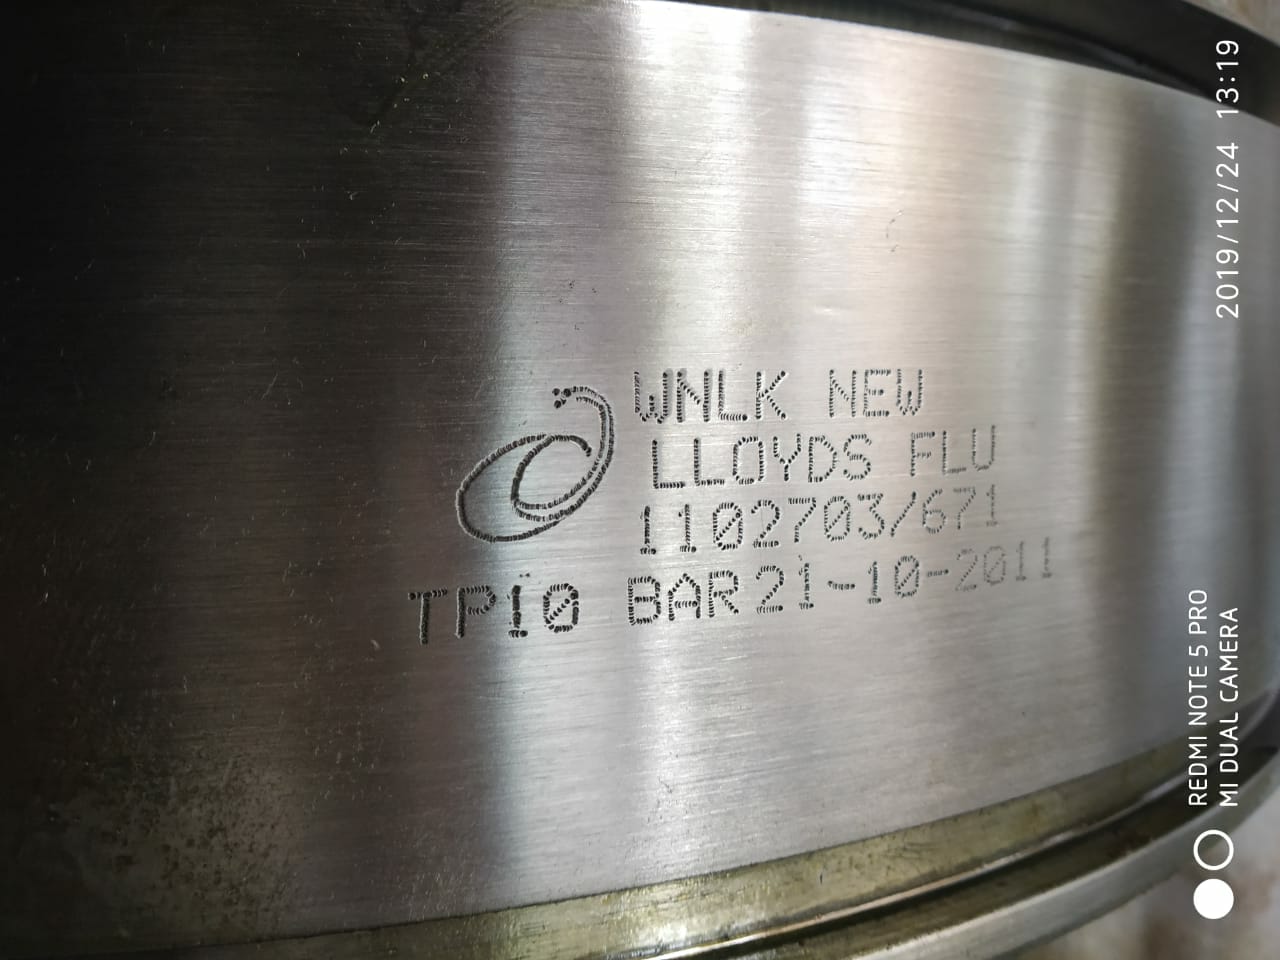 WNLK NEW
LLOYDS FLU
1102703/671
TP10 BAR 21-10-2011
2019/12/24 13:19
REDMI NOTE 5 PRO
MI DUAL CAMERA